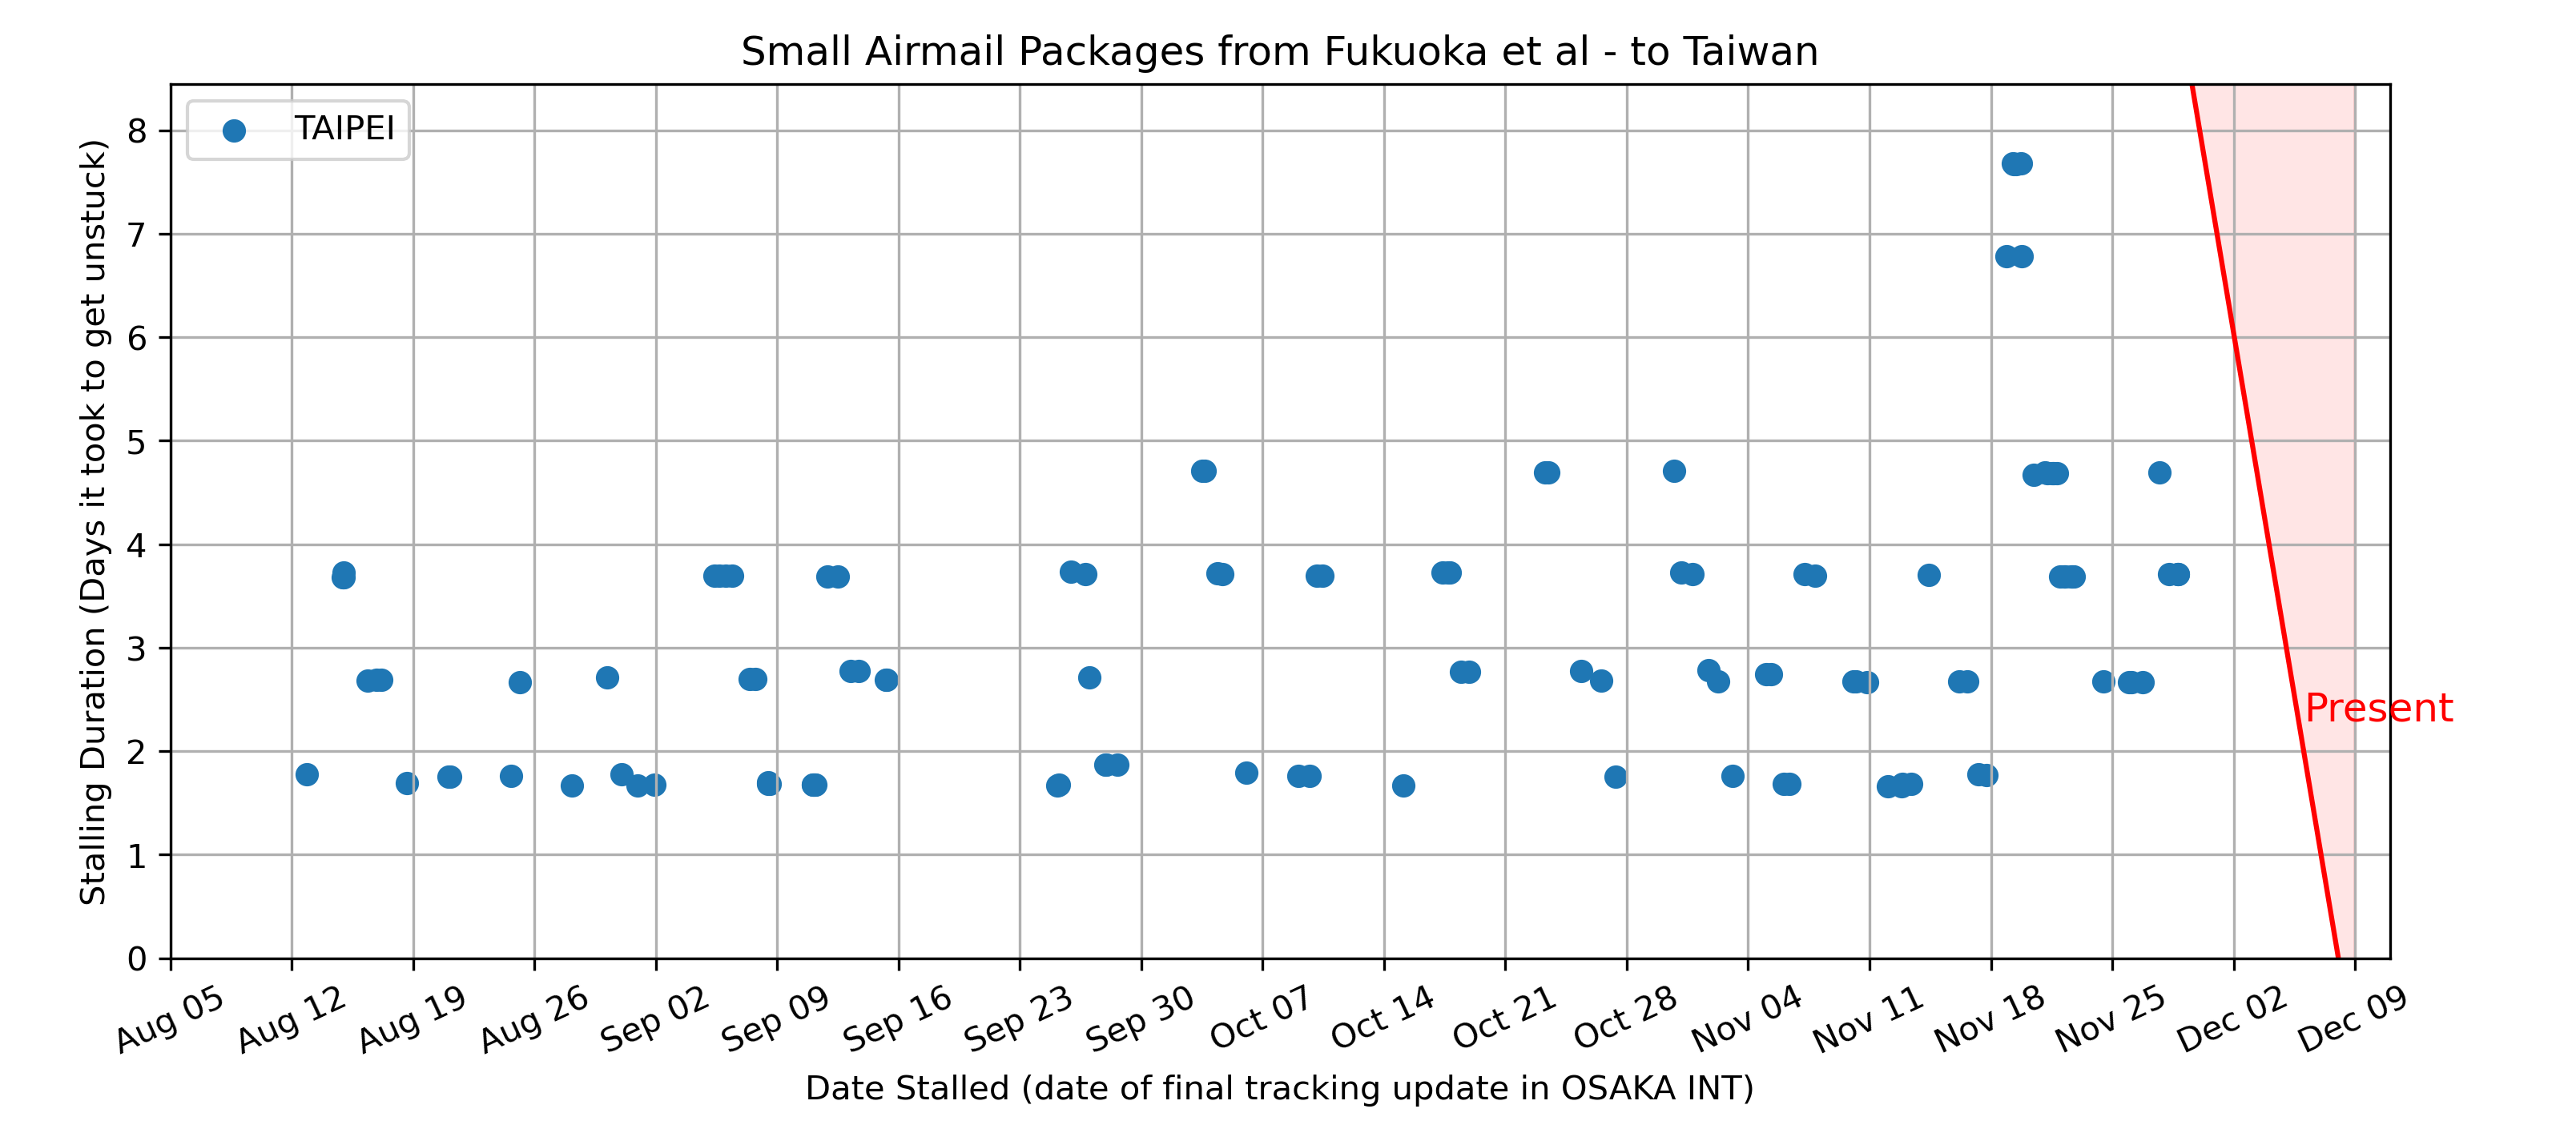 Small Airmail Packages from Fukuoka et al - to Taiwan
TAIPEI
Stalling Duration (Days it took to get unstuck)
8
7
6
5
4
3
2
1
0
Present
Aug 05
Aug 12
Aug 19
Aug 26
Sep 02
Sep 09
Sep 16
Sep 23
Sep 30
Oct 07
Oct 14
Oct 21
Oct 28
Nov 04
Nov 11
Nov 18
Nov 25
Dec 02
Dec 09
Date Stalled (date of final tracking update in OSAKA INT)